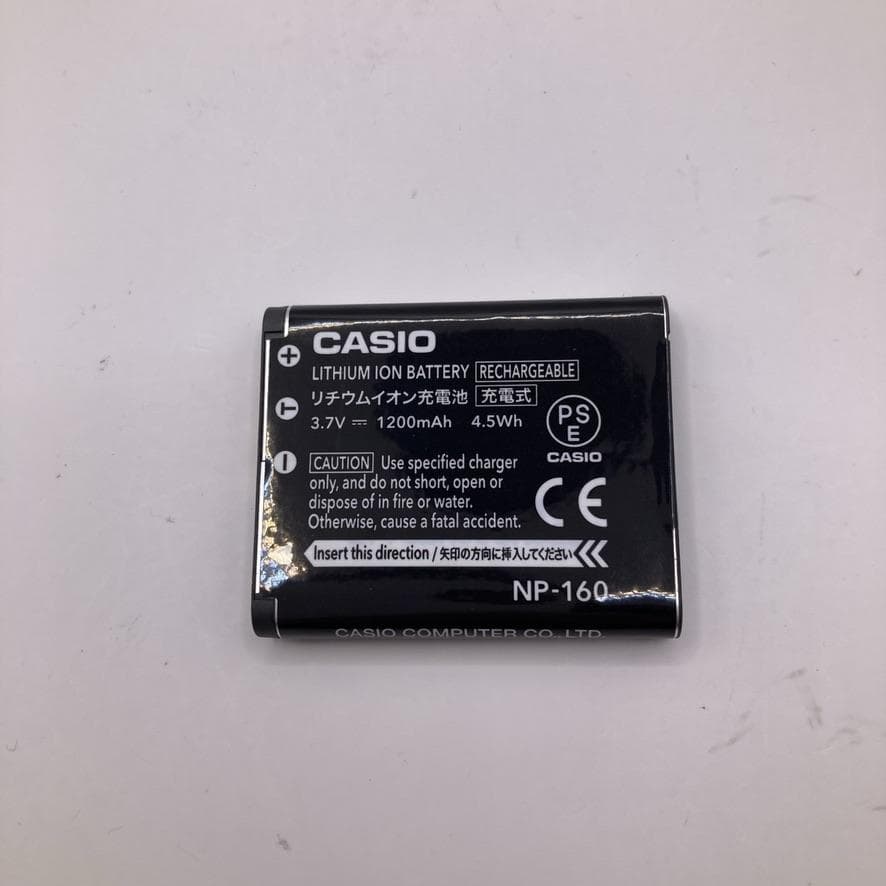 CASIO
LITHIUM ION BATTERY RECHARGEABLE
リチウムイオン充電池 充電式
3.7V 1200mAh 4.5Wh
PS
E
CASIO
+
T
−
CAUTION Use specified charger
only, and do not short, open or
dispose of in fire or water.
Otherwise, cause a fatal accident.
CE
Insert this direction / 矢印の方向に挿入してください
NP-160
CASIO COMPUTER CO., LTD.